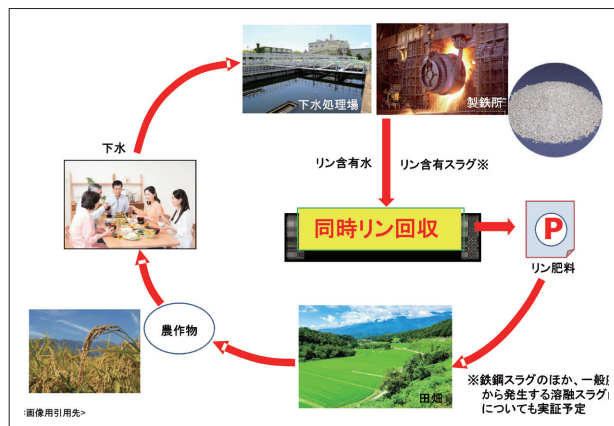 下水処理場
製鉄所
下水
リン含有水
リン含有スラグ※
同時リン回収
P
リン肥料
農作物
田畑
※鉄鋼スラグのほか、一般
から発生する溶融スラグ
についても実証予定
:画像用引用先>